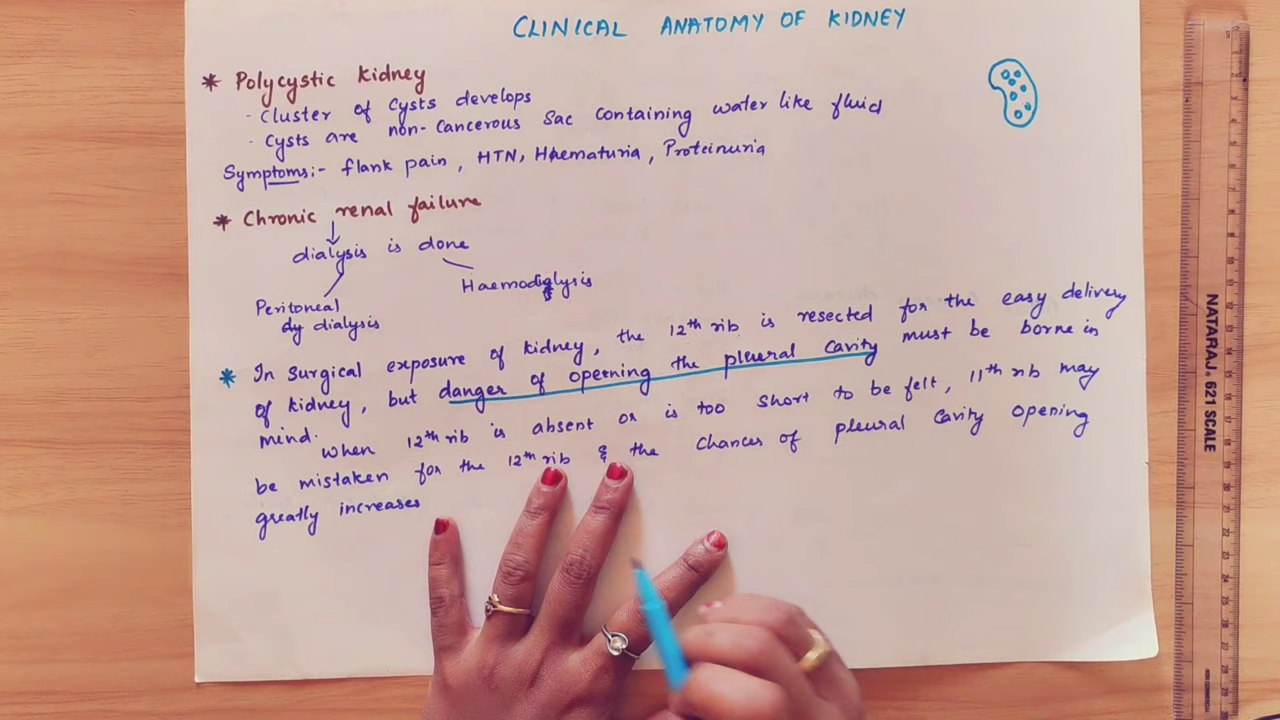 CLINICAL ANATOMY OF KIDNEY
* Polycystic kidney
- Cluster of Cysts develops
- Cysts are non-Cancerous Sac containing water like fluid
Symptoms:- flank pain, HTN, Haematuria, Proteinuria
* Chronic renal failure
dialysis is done
Haemodialysis
Peritoneal
dialysis
* In surgical exposure of kidney, the 12th rib is resected for the easy delivery
of kidney, but danger of opening the pleural cavity must be borne in
mind.
When 12th rib is absent or is too short to be felt, 11th rib may
be mistaken for the 12th rib & the chances of pleural cavity opening
greatly increases
NATARAJ 621 SCALE